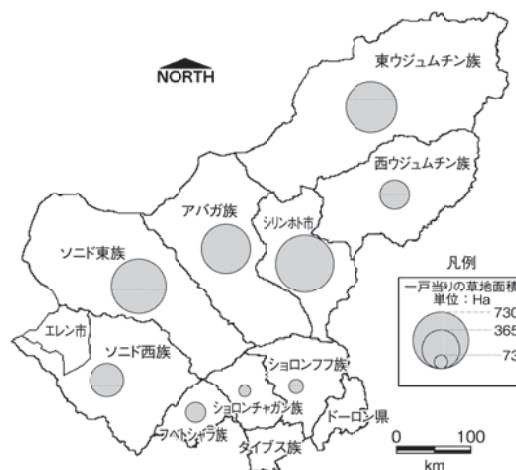 NORTH
東ウジュムチン族
西ウジュムチン族
アバガ族
シリンホト市
ソニド東族
エレン市
ソニド西族
ショロンフフ族
ショロンチャガン族
フベトシャラ族
タイブス族
ドーロン県
凡例
一戸当りの草地面積
単位：Ha
730
365
73
0 100
km